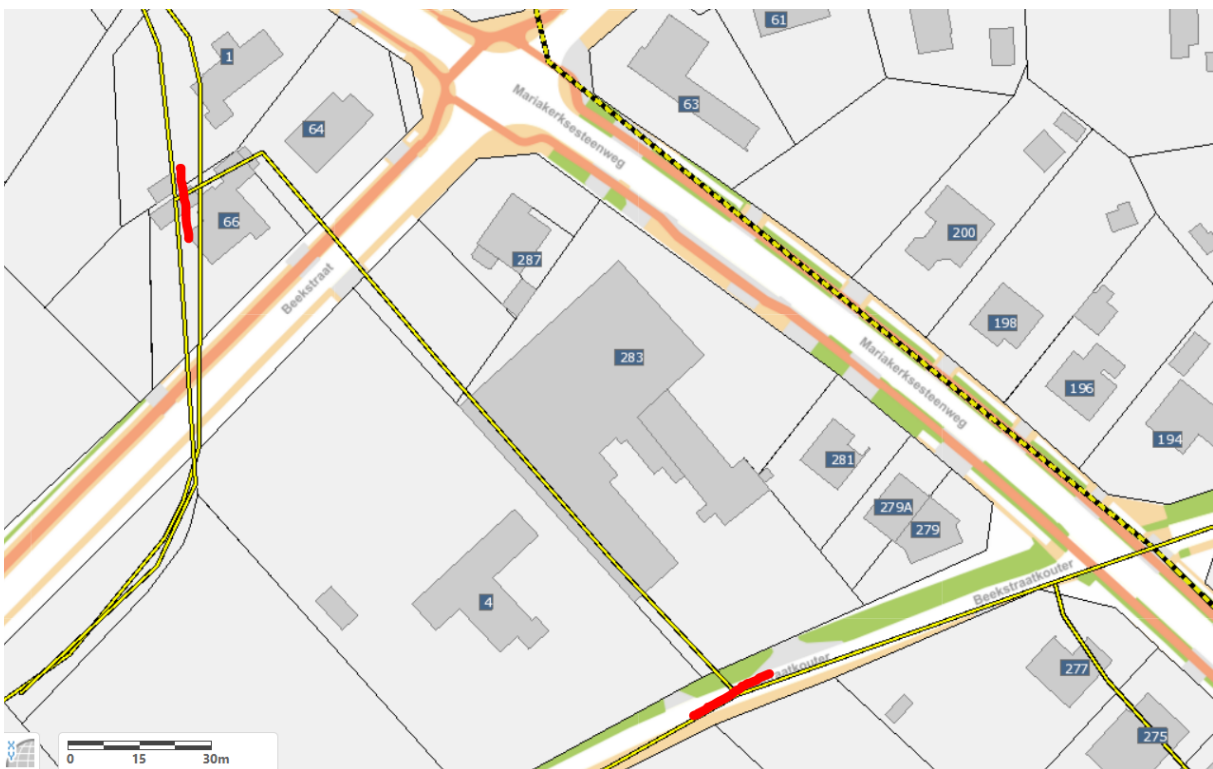 61
1
63
64
Mariakerksesteenweg
66
200
287
Beekstraat
198
283
Mariakerksesteenweg
196
194
281
279A
279
Beekstraatkouter
4
aatkouter
277
275
X
Y
0 15 30m